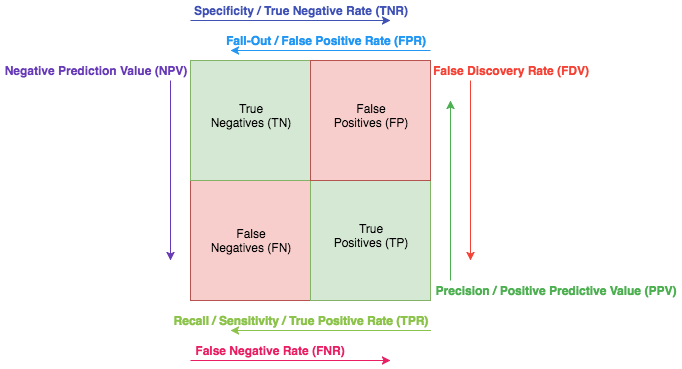 Specificity / True Negative Rate (TNR)
Fall-Out / False Positive Rate (FPR)
Negative Prediction Value (NPV)
False Discovery Rate (FDV)
True
Negatives (TN)
False
Positives (FP)
False
Negatives (FN)
True
Positives (TP)
Precision / Positive Predictive Value (PPV)
Recall / Sensitivity / True Positive Rate (TPR)
False Negative Rate (FNR)